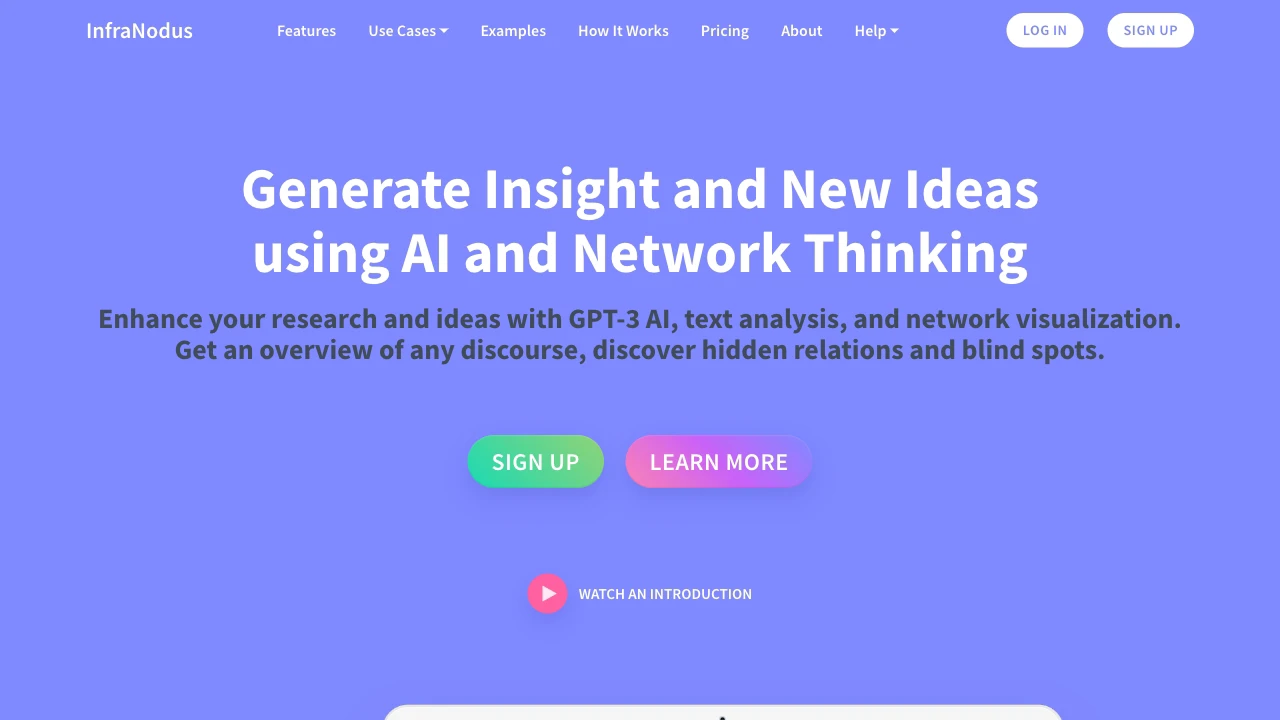 InfraNodus
Features
Use Cases
Examples
How It Works
Pricing
About
Help
LOG IN
SIGN UP
Generate Insight and New Ideas
using AI and Network Thinking
Enhance your research and ideas with GPT-3 AI, text analysis, and network visualization.
Get an overview of any discourse, discover hidden relations and blind spots.
SIGN UP
LEARN MORE
WATCH AN INTRODUCTION